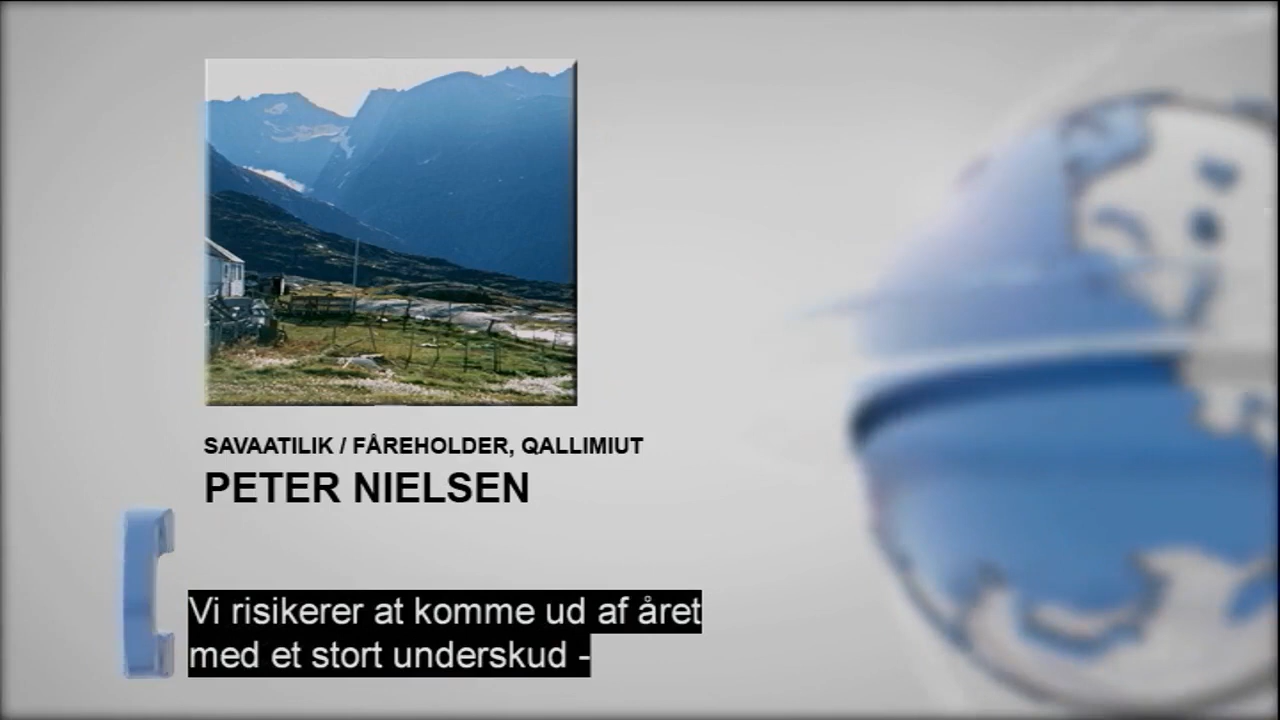 SAVAATILIK / FÅREHOLDER, QALLIMIUT
PETER NIELSEN
Vi risikerer at komme ud af året
med et stort underskud -